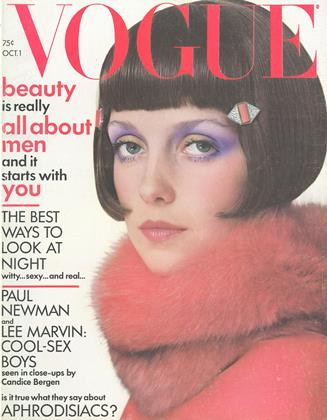 VOGUE
75¢
OCT.1
beauty
is really
all about
men
and it
starts with
you
THE BEST
WAYS TO
LOOK AT
NIGHT
witty...sexy...and real...
PAUL
NEWMAN
and
LEE MARVIN:
COOL-SEX
BOYS
seen in close-ups by
Candice Bergen
is it true what they say about
APHRODISIACS?